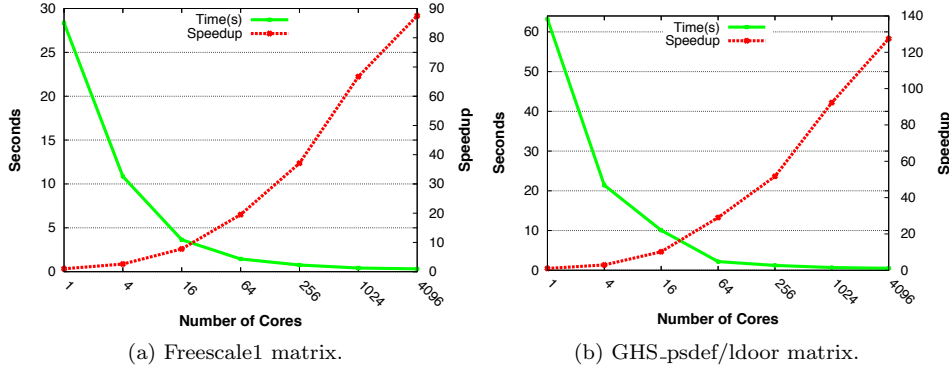 30
25
20
15
10
5
0
Seconds
Time(s)
Speedup
90
80
70
60
50
40
30
20
10
0
Speedup
1 4 16 64 256 1024 4096
Number of Cores
(a) Freescale1 matrix.
60
50
40
30
20
10
0
Seconds
Time(s)
Speedup
140
120
100
80
60
40
20
0
Speedup
1 4 16 64 256 1024 4096
Number of Cores
(b) GHS_psdef/ldoor matrix.